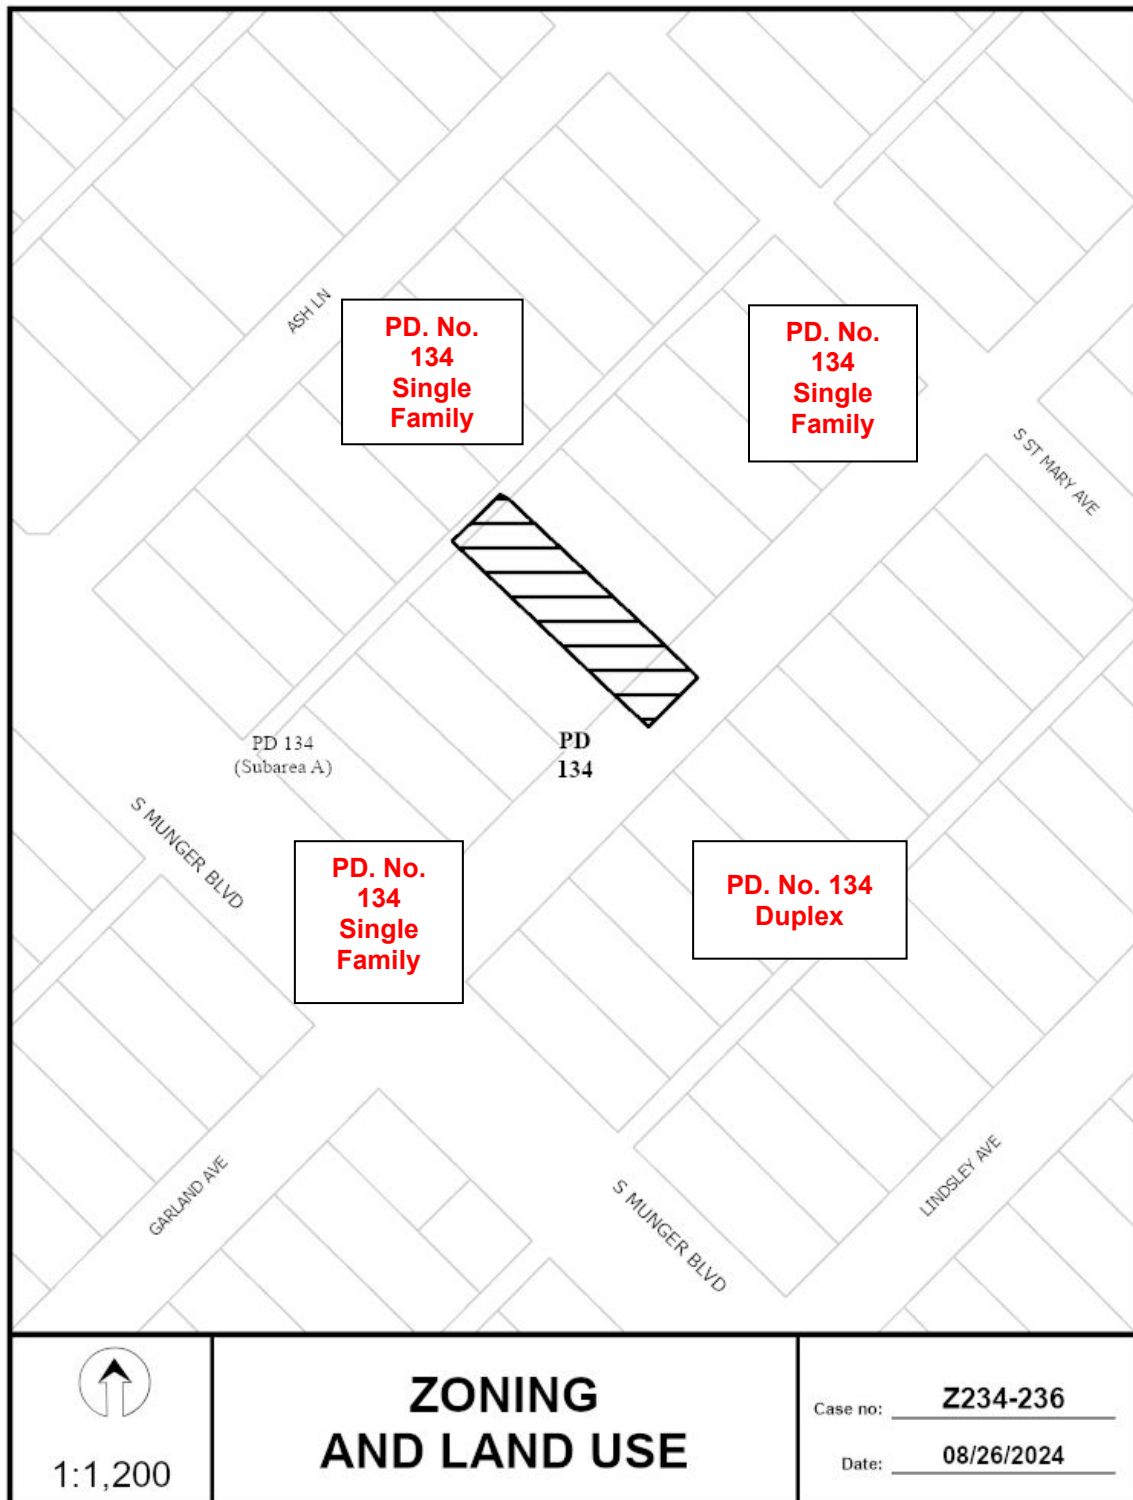 ASH LN
PD. No.
134
Single
Family
PD. No.
134
Single
Family
S ST MARY AVE
PD 134
(Subarea A)
PD
134
S MUNGER BLVD
PD. No.
134
Single
Family
PD. No. 134
Duplex
GARLAND AVE
S MUNGER BLVD
LINDSLEY AVE
1:1,200
ZONING
AND LAND USE
Case no: Z234-236
Date: 08/26/2024